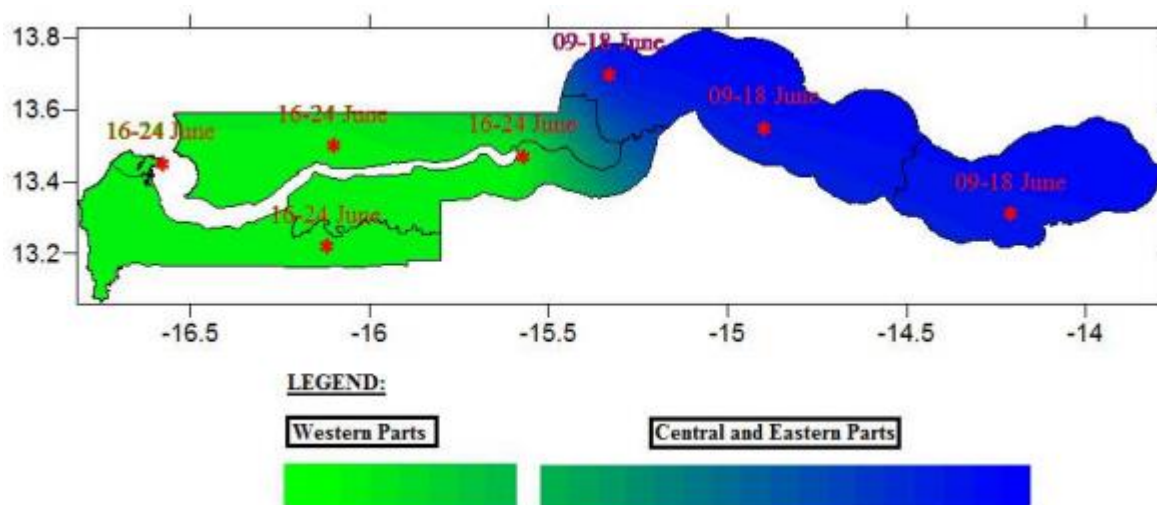 13.8
09-18 June
13.6
09-18 June
16-24 June
16-24 June
16-24 June
13.4
09-18 June
16-24 June
13.2
-16.5
-16
-15.5
-15
-14.5
-14
LEGEND:
Western Parts
Central and Eastern Parts